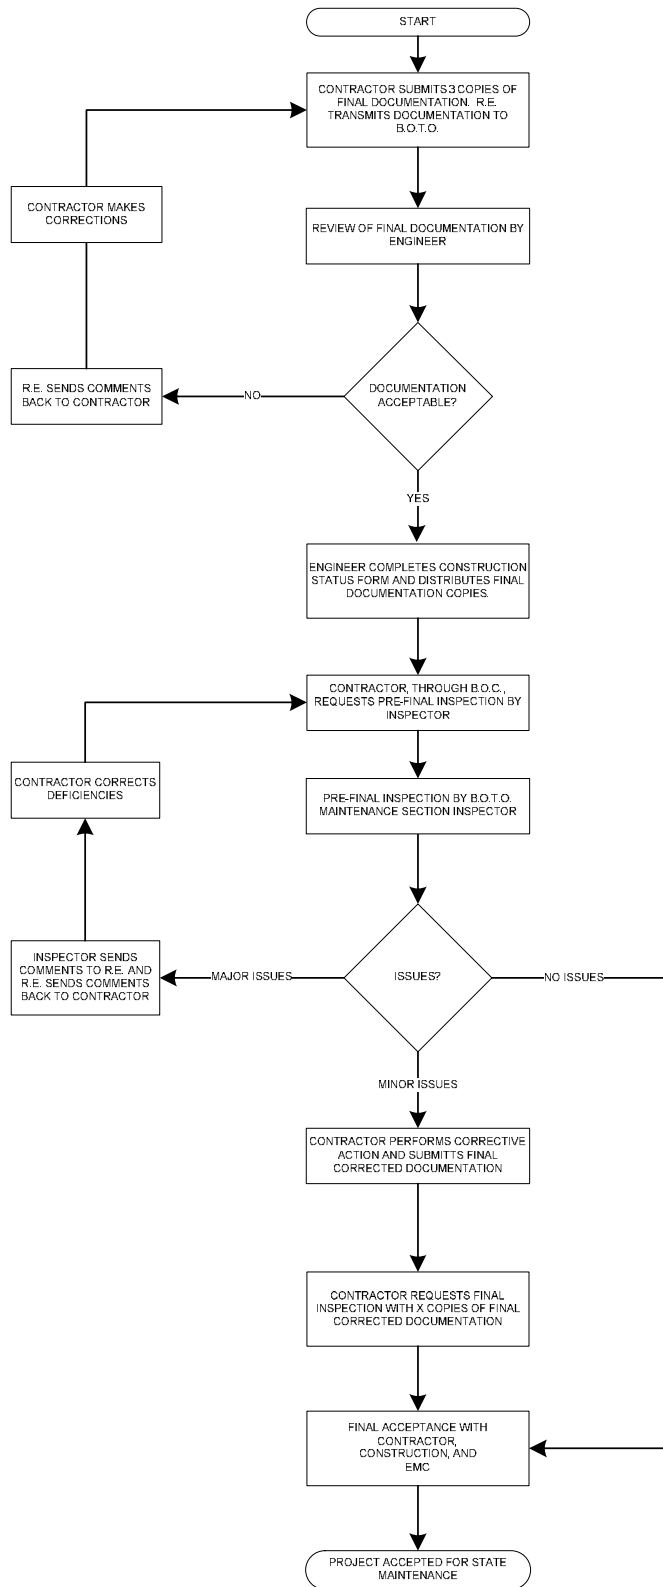 START
CONTRACTOR SUBMITS 3 COPIES OF
FINAL DOCUMENTATION. R.E.
TRANSMITS DOCUMENTATION TO
B.O.T.O.
CONTRACTOR MAKES
CORRECTIONS
REVIEW OF FINAL DOCUMENTATION BY
ENGINEER
R.E. SENDS COMMENTS
BACK TO CONTRACTOR
NO
DOCUMENTATION
ACCEPTABLE?
YES
ENGINEER COMPLETES CONSTRUCTION
STATUS FORM AND DISTRIBUTES FINAL
DOCUMENTATION COPIES.
CONTRACTOR, THROUGH B.O.C.,
REQUESTS PRE-FINAL INSPECTION BY
INSPECTOR
CONTRACTOR CORRECTS
DEFICIENCIES
PRE-FINAL INSPECTION BY B.O.T.O.
MAINTENANCE SECTION INSPECTOR
INSPECTOR SENDS
COMMENTS TO R.E. AND
R.E. SENDS COMMENTS
BACK TO CONTRACTOR
MAJOR ISSUES
ISSUES?
NO ISSUES
MINOR ISSUES
CONTRACTOR PERFORMS CORRECTIVE
ACTION AND SUBMITTS FINAL
CORRECTED DOCUMENTATION
CONTRACTOR REQUESTS FINAL
INSPECTION WITH X COPIES OF FINAL
CORRECTED DOCUMENTATION
FINAL ACCEPTANCE WITH
CONTRACTOR,
CONSTRUCTION, AND
EMC
PROJECT ACCEPTED FOR STATE
MAINTENANCE